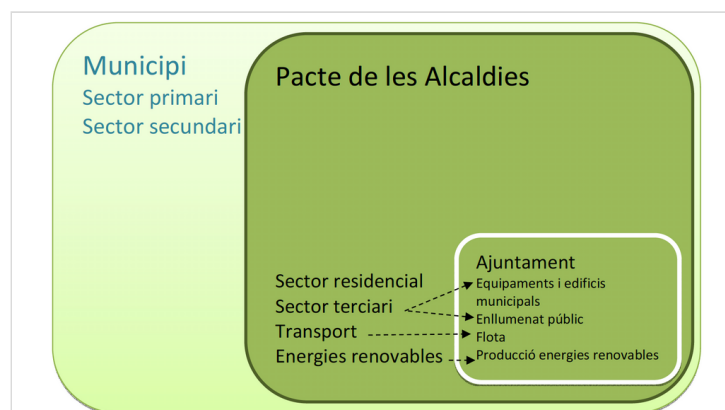 Municipi
Sector primari
Sector secundari
Pacte de les Alcaldies
Sector residencial
Sector terciari
Transport
Energies renovables
Ajuntament
Equipaments i edificis
municipals
Enllumenat públic
Flota
Producció energies renovables